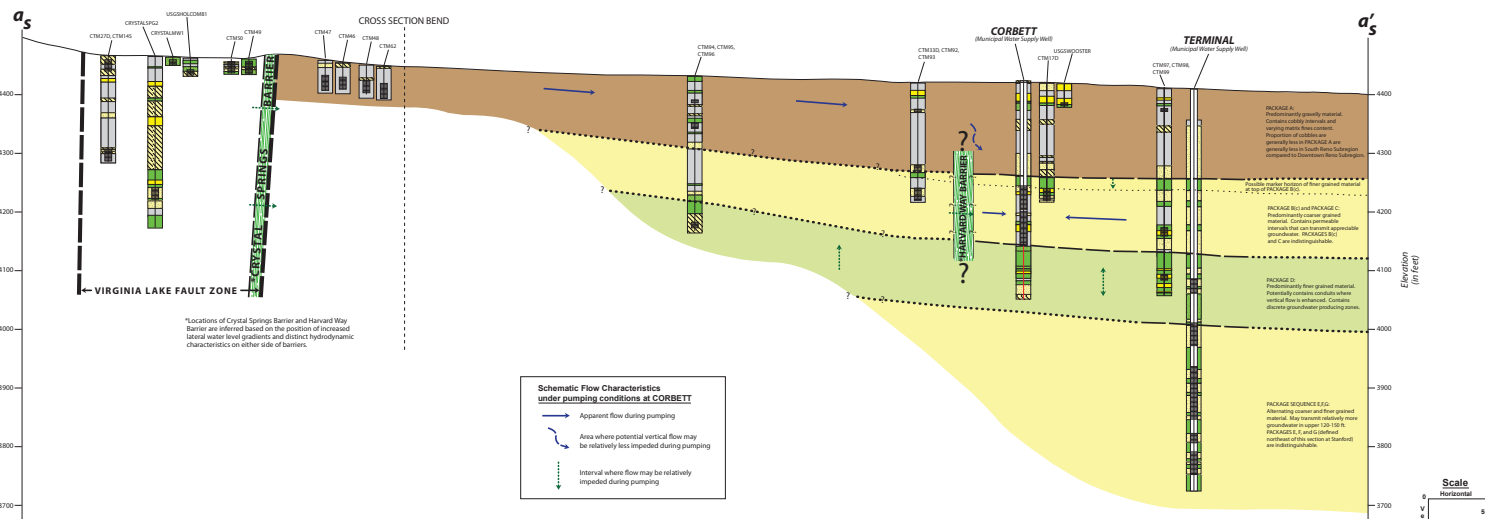 as
a's
CROSS SECTION BEND
USGSHOLCOMB1
CRYSTALSPG2
CTM27D, CTM14S
CRYSTALMW1
CTM50
CTM49
CTM47
CTM46
CTM48
CTM62
CTM94, CTM95,
CTM96
CTM33D, CTM92,
CTM93
CORBETT
(Municipal Water Supply Well)
USGSWOOSTER
CTM17D
TERMINAL
(Municipal Water Supply Well)
CTM97, CTM98,
CTM99
4400
4300
4200
4100
4000
3900
3800
3700
4400
4300
4200
4100
4000
3900
3800
3700
Elevation
(in feet)
CRYSTAL SPRINGS BARRIER
HARVARD WAY BARRIER
?
?
?
?
?
?
?
?
?
?
?
?
VIRGINIA LAKE FAULT ZONE
*Locations of Crystal Springs Barrier and Harvard Way
Barrier are inferred based on the position of increased
lateral water level gradients and distinct hydrodynamic
characteristics on either side of barriers.
PACKAGE A:
Predominantly gravelly material.
Contains cobbly intervals and
varying matrix fines content.
Proportion of cobbles are
generally less in PACKAGE A are
generally less in South Reno Subregion
compared to Downtown Reno Subregion.
Possible marker horizon of finer grained material
at top of PACKAGE B(c).
PACKAGE B(c) and PACKAGE C:
Predominantly coarser grained
material. Contains permeable
intervals that can transmit appreciable
groundwater. PACKAGES B(c)
and C are indistinguishable.
PACKAGE D:
Predominantly finer grained material.
Potentially contains conduits where
vertical flow is enhanced. Contains
discrete groundwater producing zones.
PACKAGE SEQUENCE E,F,G:
Alternating coarser and finer grained
material. May transmit relatively more
groundwater in upper 120-150 ft.
PACKAGES E, F, and G (defined
northeast of this section at Stanford)
are indistinguishable.
Schematic Flow Characteristics
under pumping conditions at CORBETT
Apparent flow during pumping
Area where potential vertical flow may
be relatively less impeded during pumping
Interval where flow may be relatively
impeded during pumping
Scale
Horizontal
0
5
V
e